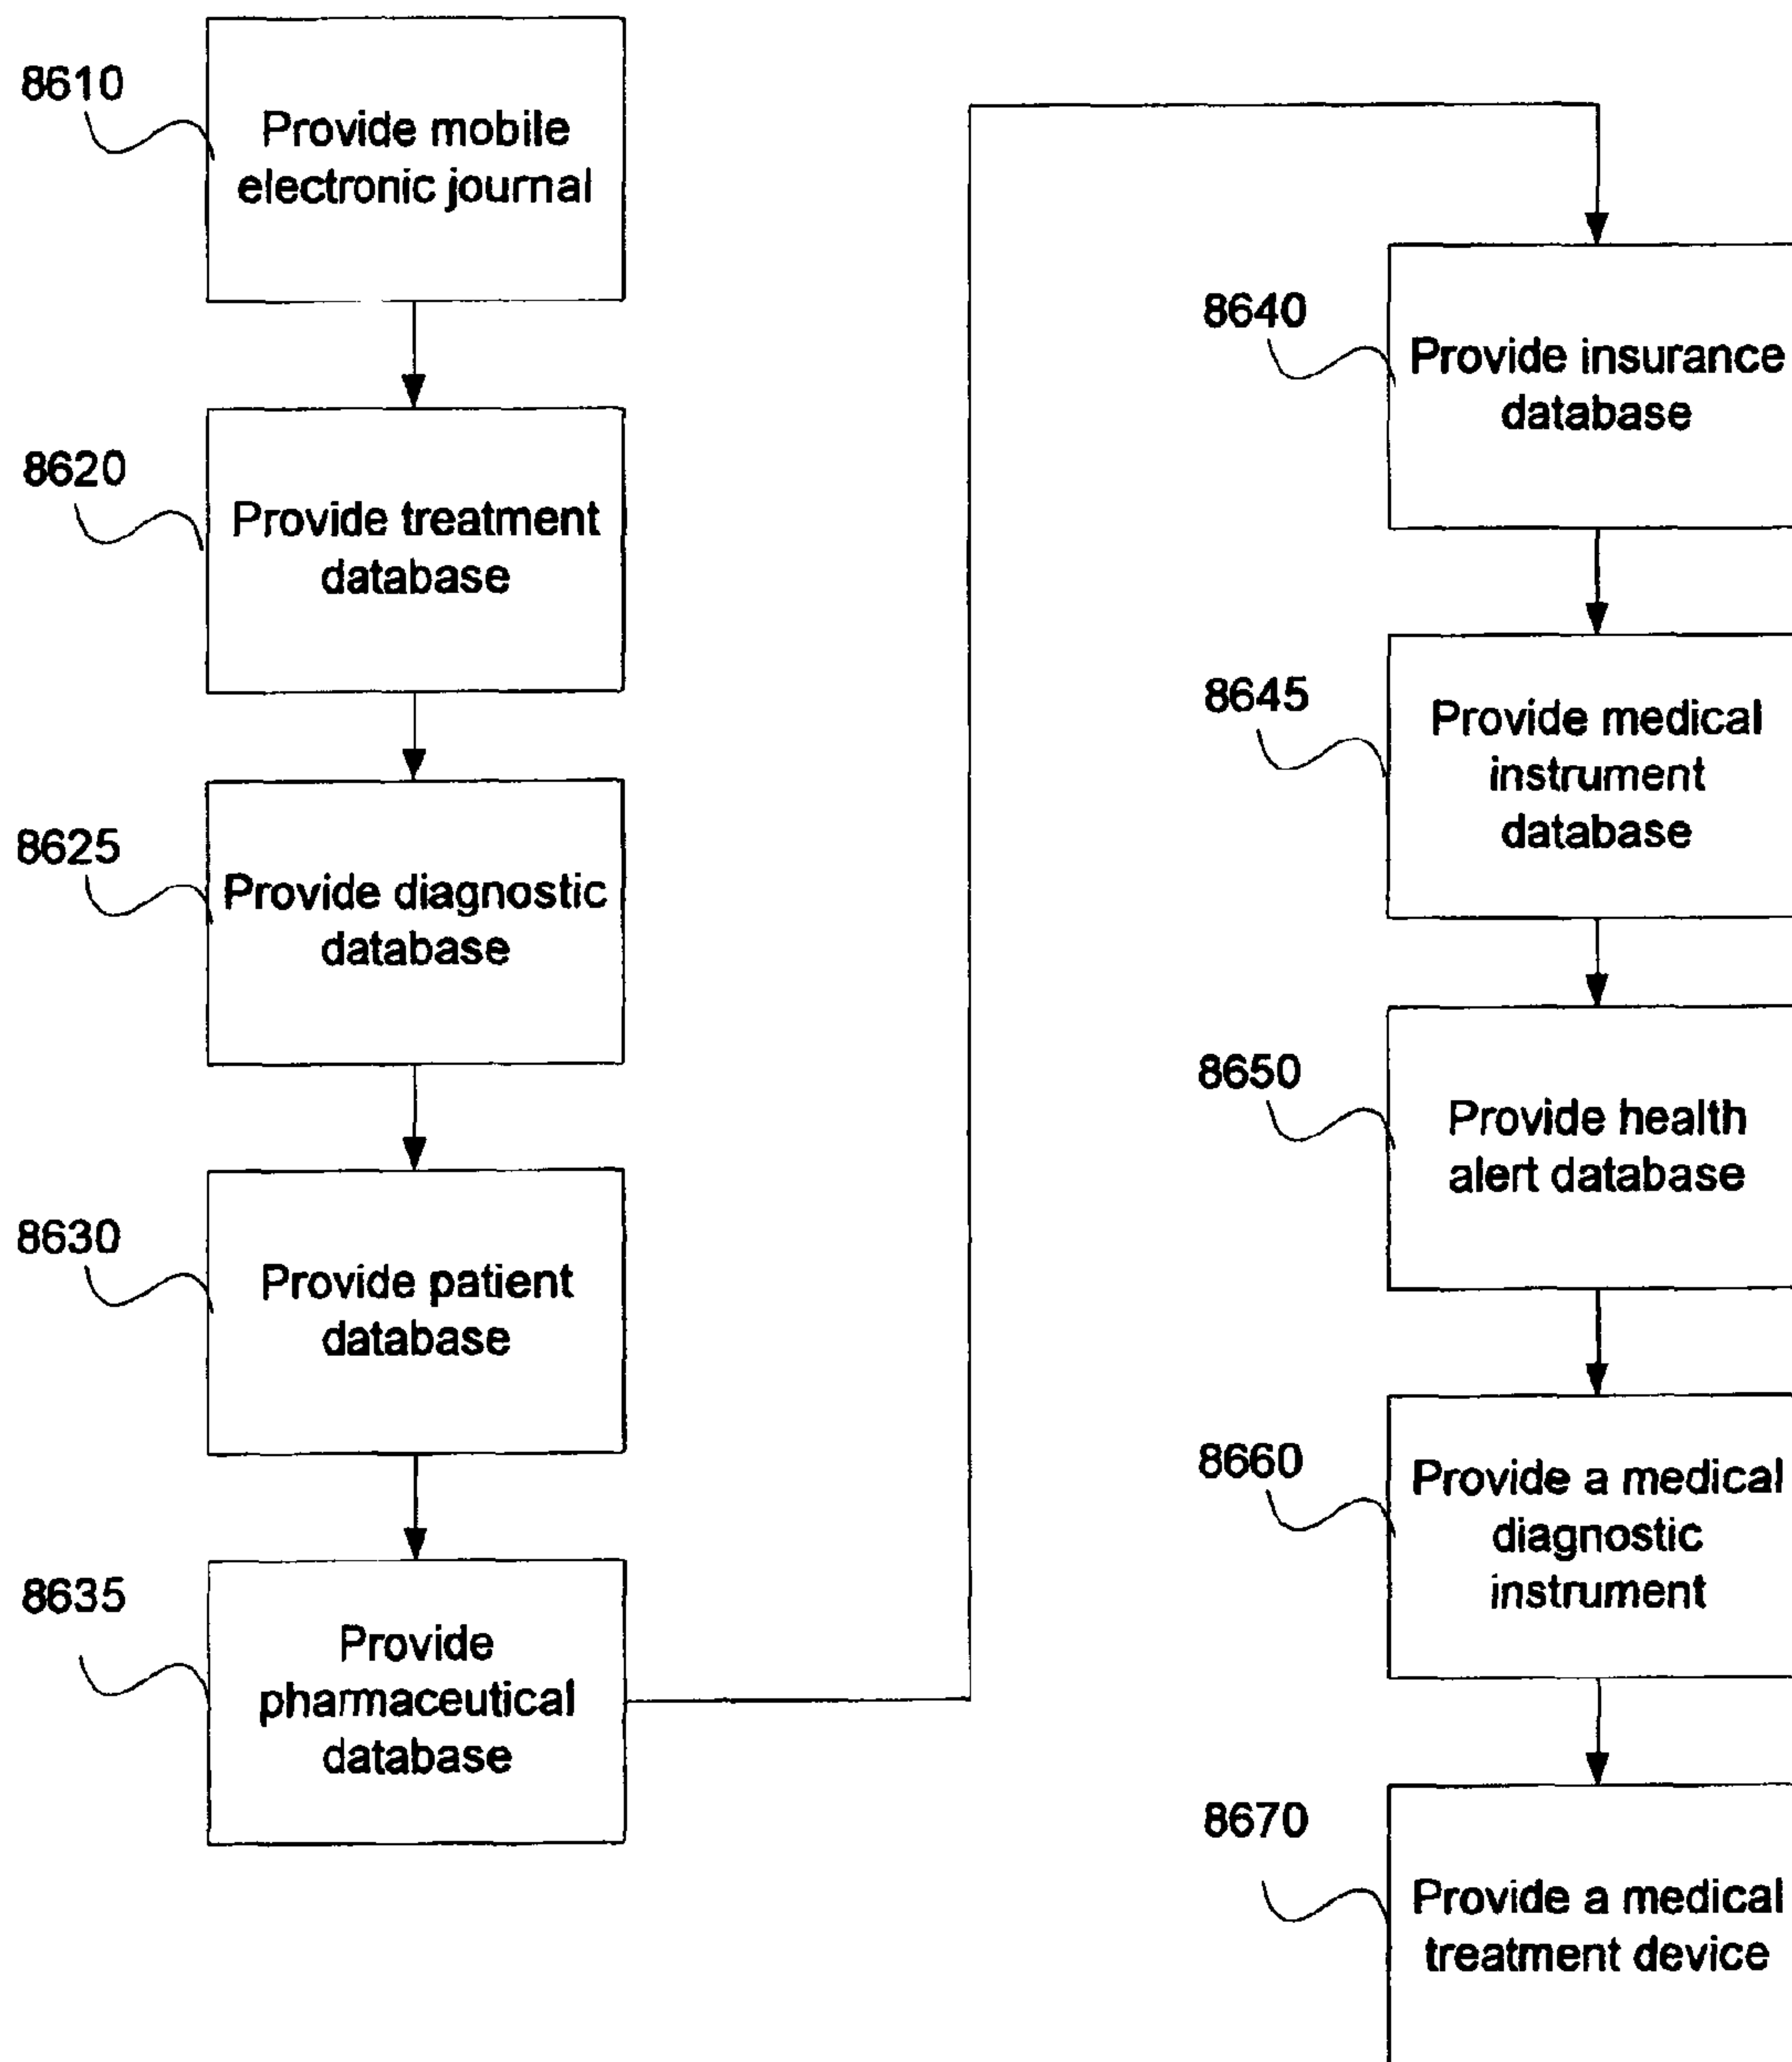 8610
Provide mobile
electronic journal
8620
Provide treatment
database
8625
Provide diagnostic
database
8630
Provide patient
database
8635
Provide
pharmaceutical
database
8640
Provide insurance
database
8645
Provide medical
instrument
database
8650
Provide health
alert database
8660
Provide a medical
diagnostic
instrument
8670
Provide a medical
treatment device